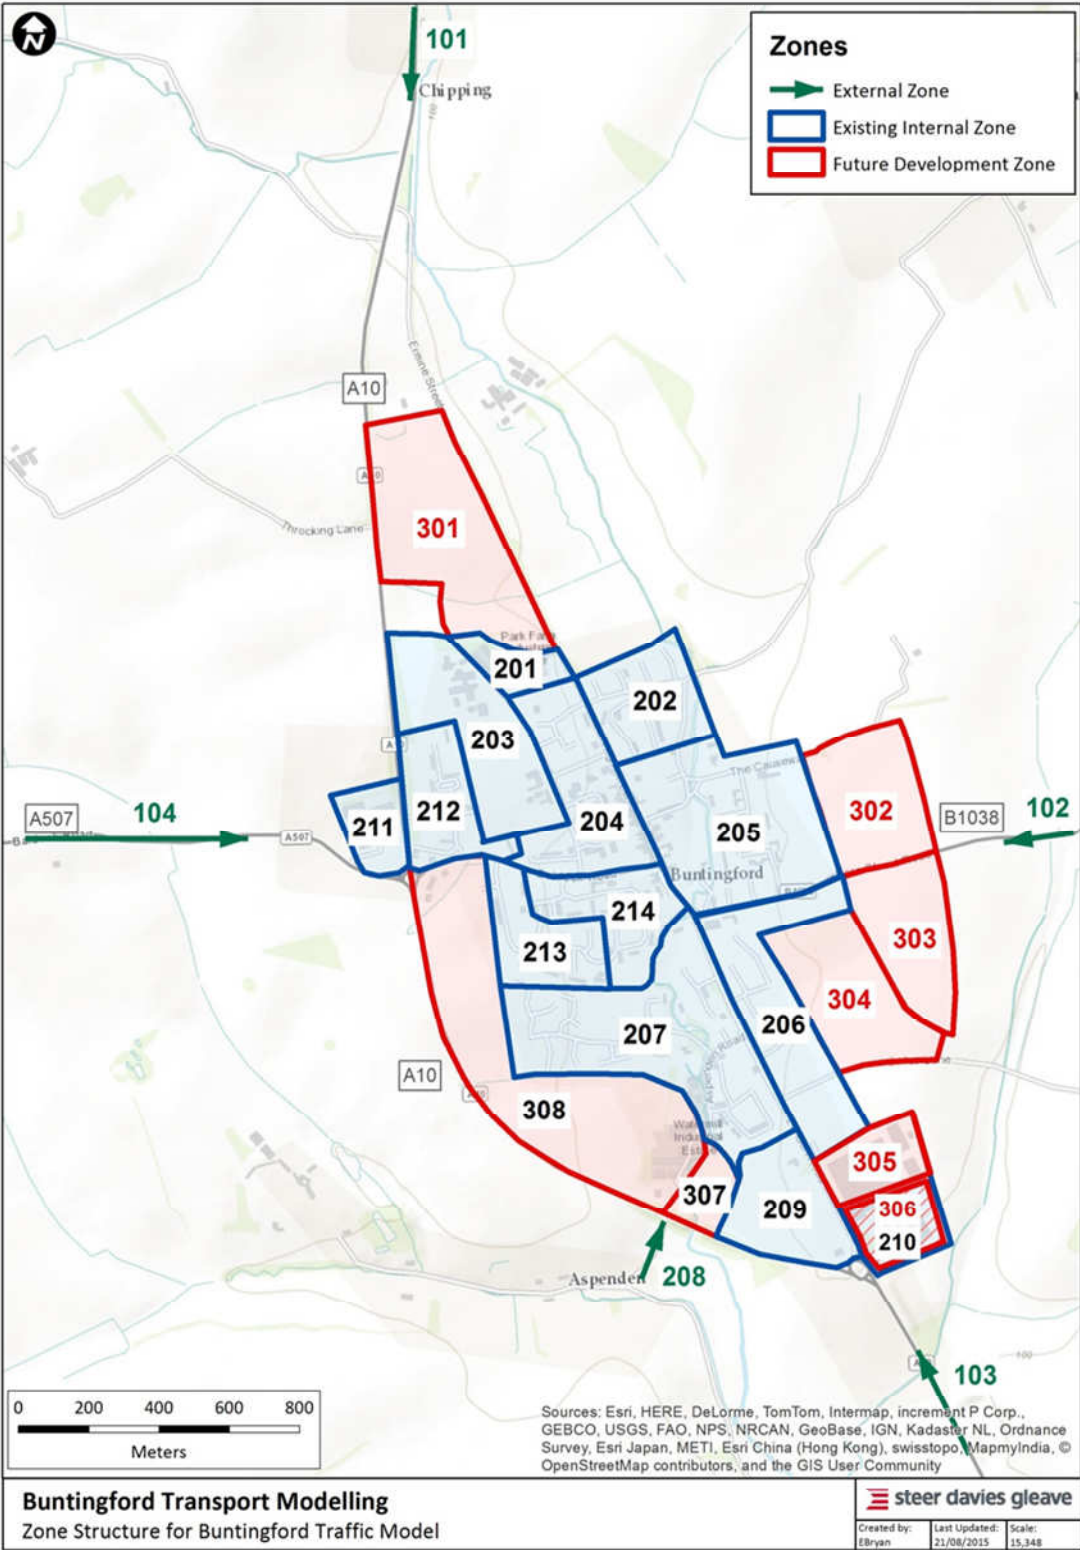 N
101
Chipping
Zones
External Zone
Existing Internal Zone
Future Development Zone
Ermine Street
A10
301
Throcking Lane
Park Farm
201
202
203
The Causeway
302
A507
104
A507
211
212
204
205
B1038
102
Buntingford
214
303
213
304
206
207
Aspenden Road
A10
308
Watermill
Industrial
Estate
305
307
209
306
210
Aspenden
208
103
100
0 200 400 600 800
Meters
Sources: Esri, HERE, DeLorme, TomTom, Intermap, increment P Corp.,
GEBCO, USGS, FAO, NPS, NRCAN, GeoBase, IGN, Kadaster NL, Ordnance
Survey, Esri Japan, METI, Esri China (Hong Kong), swisstopo, MapmyIndia, ©
OpenStreetMap contributors, and the GIS User Community
Buntingford Transport Modelling
Zone Structure for Buntingford Traffic Model
steer davies gleave
Created by:
EBryan
Last Updated:
21/08/2015
Scale:
15,348